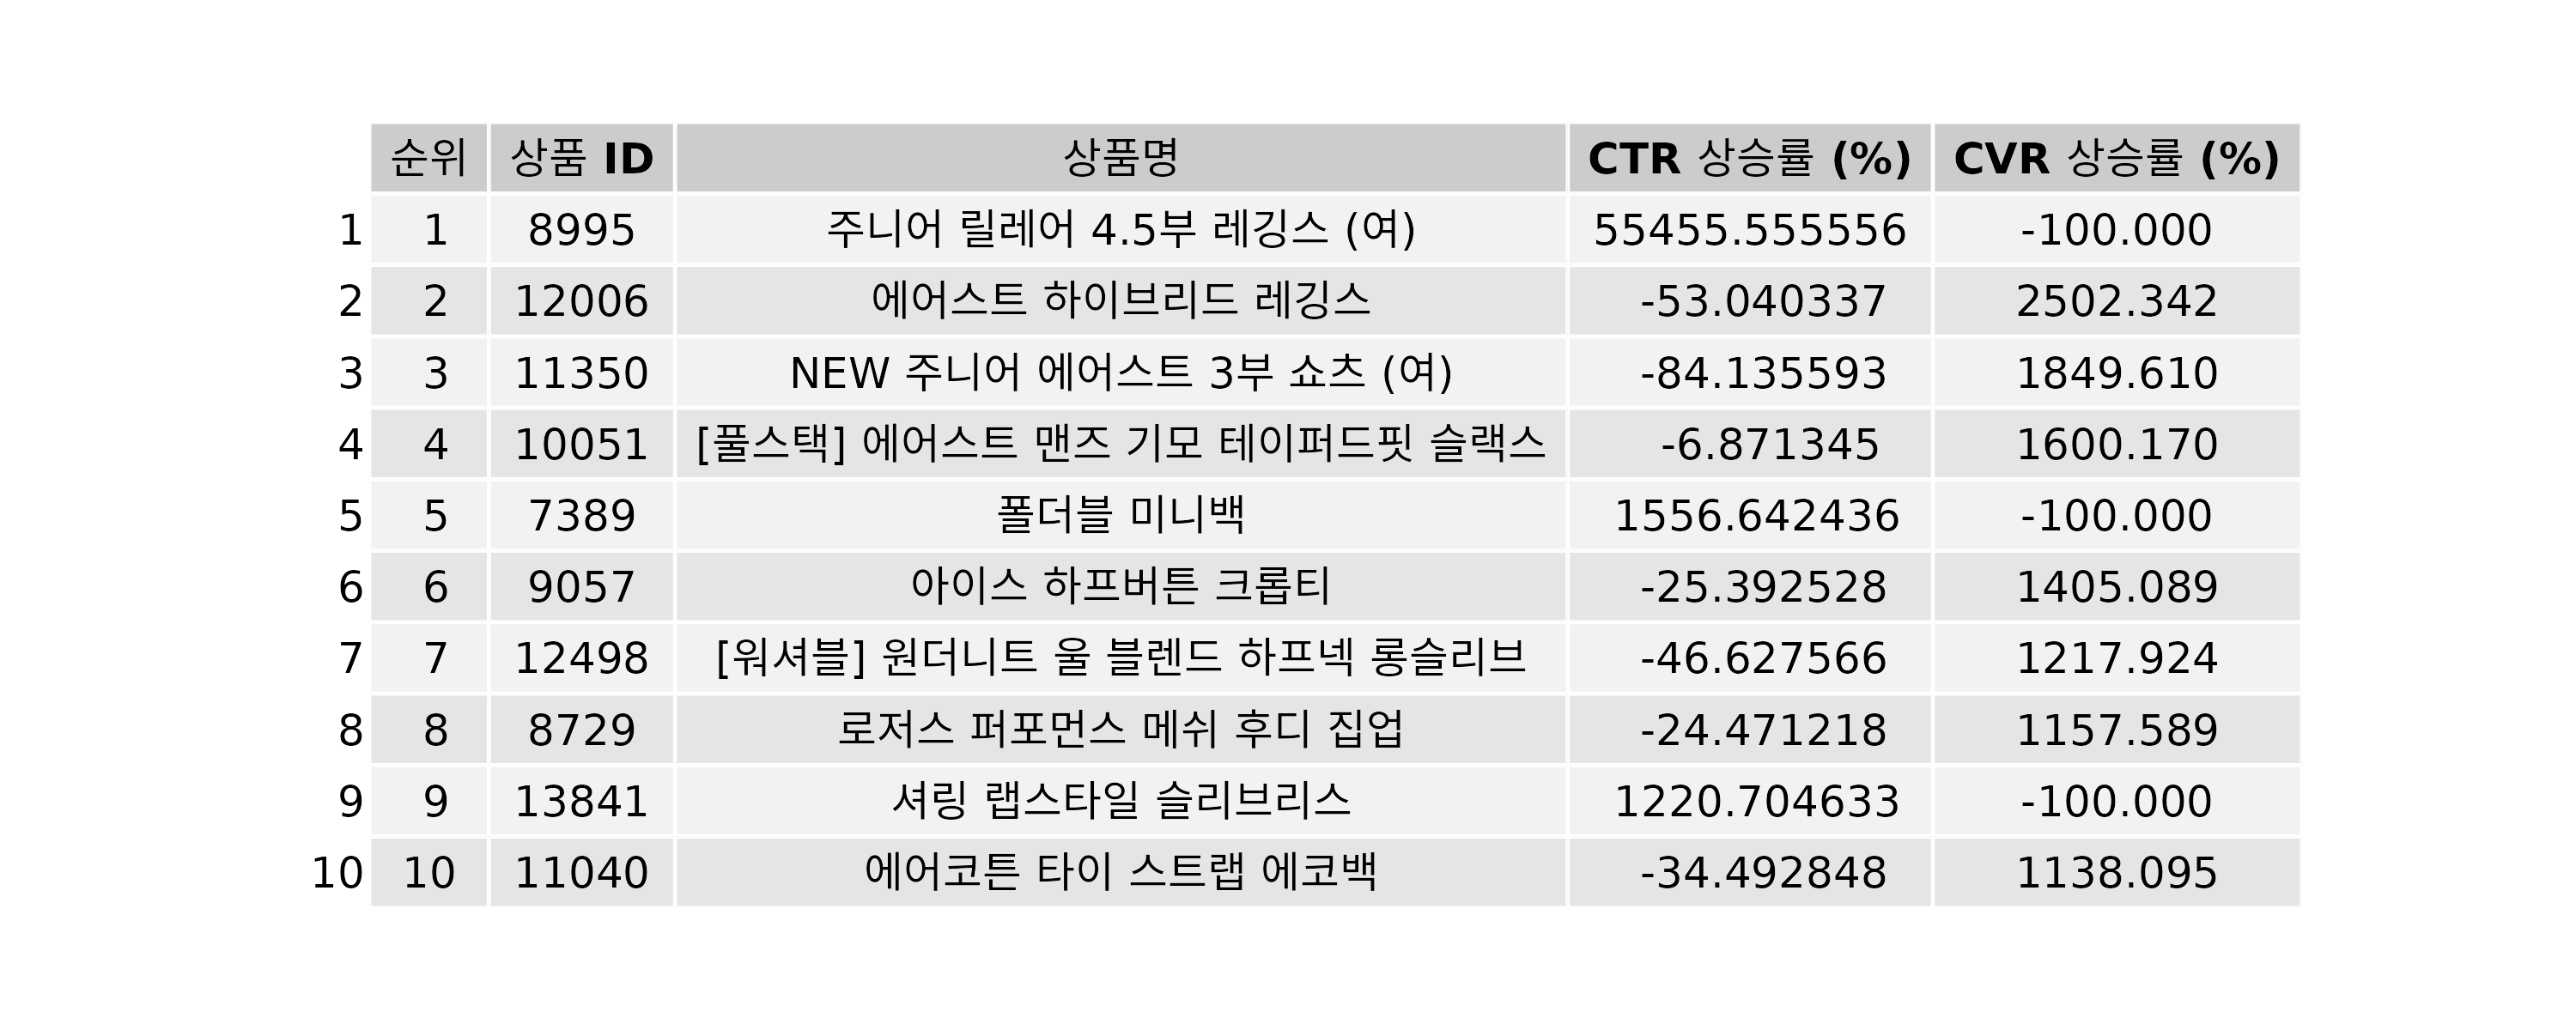 순위 상품 ID 상품명 CTR 상승률 (%) CVR 상승률 (%)
1 1 8995 주니어 릴레어 4.5부 레깅스 (여) 55455.555556 -100.000
2 2 12006 에어스트 하이브리드 레깅스 -53.040337 2502.342
3 3 11350 NEW 주니어 에어스트 3부 쇼츠 (여) -84.135593 1849.610
4 4 10051 [풀스택] 에어스트 맨즈 기모 테이퍼드핏 슬랙스 -6.871345 1600.170
5 5 7389 폴더블 미니백 1556.642436 -100.000
6 6 9057 아이스 하프버튼 크롭티 -25.392528 1405.089
7 7 12498 [워셔블] 원더니트 울 블렌드 하프넥 롱슬리브 -46.627566 1217.924
8 8 8729 로저스 퍼포먼스 메쉬 후디 집업 -24.471218 1157.589
9 9 13841 셔링 랩스타일 슬리브리스 1220.704633 -100.000
10 10 11040 에어코튼 타이 스트랩 에코백 -34.492848 1138.095